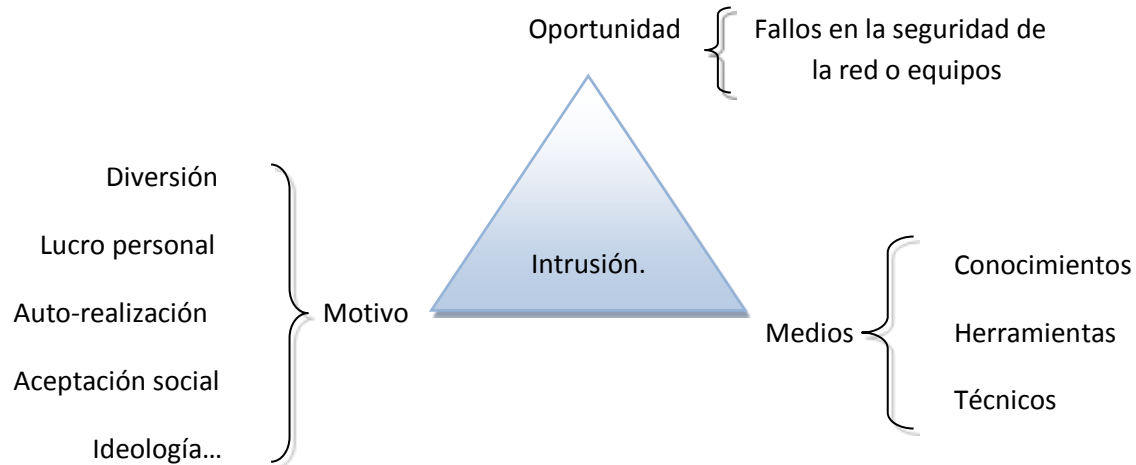 Oportunidad
Fallos en la seguridad de
la red o equipos
Diversión
Lucro personal
Auto-realización
Aceptación social
Ideología...
Motivo
Intrusión.
Medios
Conocimientos
Herramientas
Técnicos